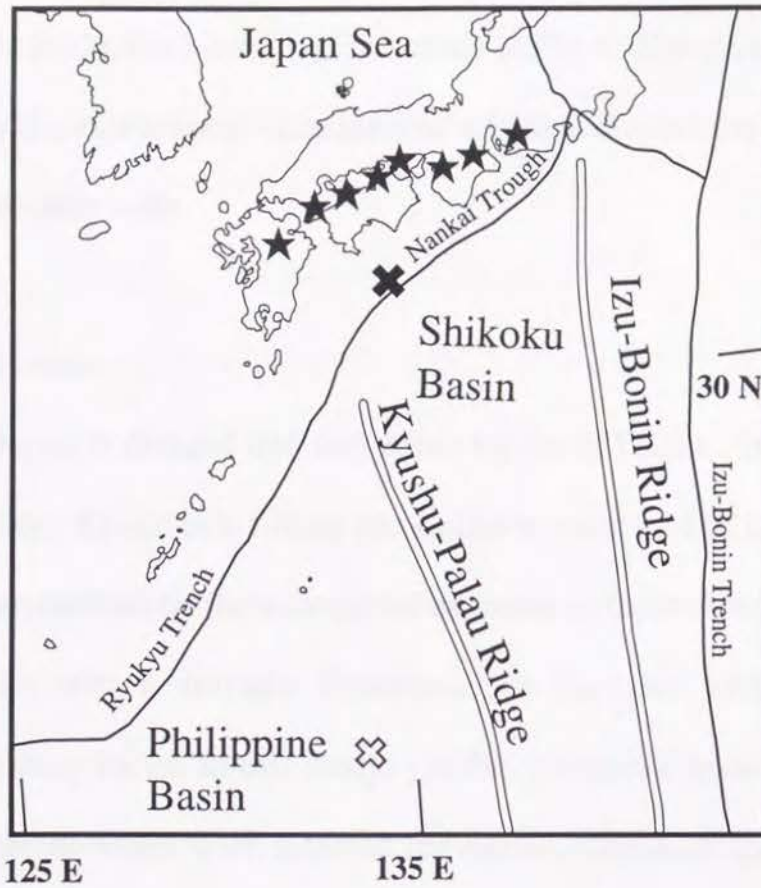 Japan Sea
Nankai Trough
Shikoku
Basin
Izu-Bonin Ridge
30 N
Kyushu-Palau Ridge
Izu-Bonin Trench
Ryukyu Trench
Philippine
Basin
125 E
135 E